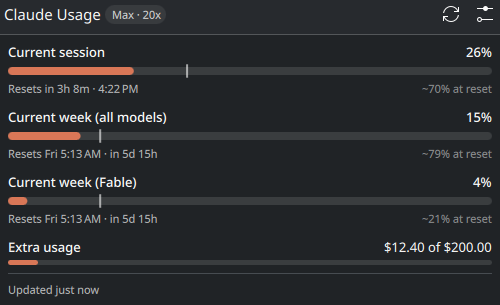 Claude Usage Max · 20x
Current session 26%
Resets in 3h 8m · 4:22 PM ~70% at reset
Current week (all models) 15%
Resets Fri 5:13 AM · in 5d 15h ~79% at reset
Current week (Fable) 4%
Resets Fri 5:13 AM · in 5d 15h ~21% at reset
Extra usage $12.40 of $200.00
Updated just now